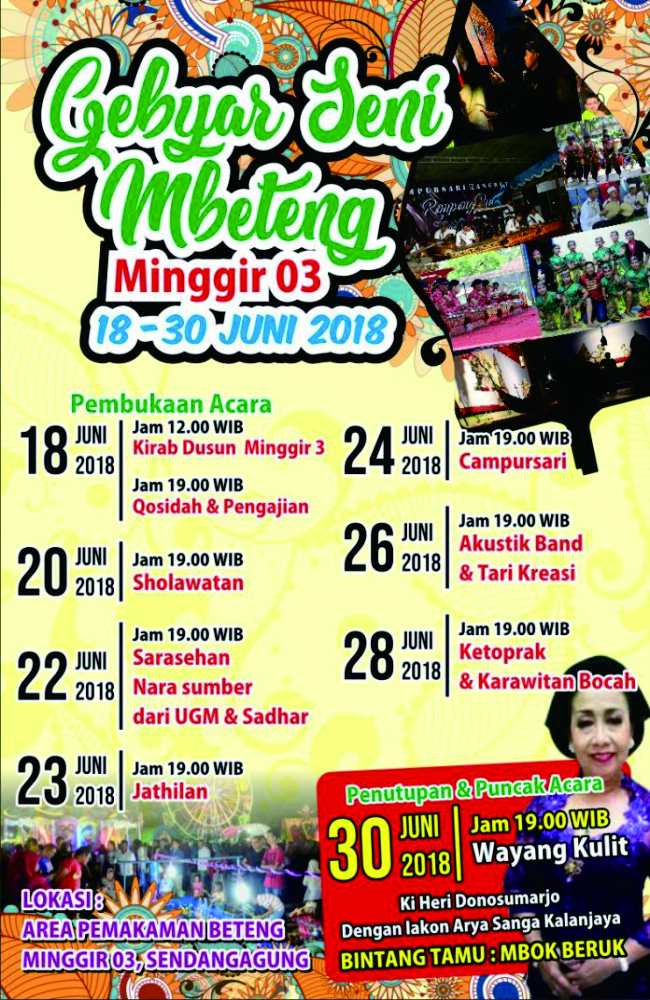 Gebyar Seni
Mbeteng
Minggir 03
18-30 JUNI 2018
Pembukaan Acara
18 JUNI 2018
Jam 12.00 WIB
Kirab Dusun Minggir 3
Jam 19.00 WIB
Qosidah & Pengajian
20 JUNI 2018
Jam 19.00 WIB
Sholawatan
22 JUNI 2018
Jam 19.00 WIB
Sarasehan
Nara sumber
dari UGM & Sadhar
23 JUNI 2018
Jam 19.00 WIB
Jathilan
24 JUNI 2018
Jam 19.00 WIB
Campursari
26 JUNI 2018
Jam 19.00 WIB
Akustik Band
& Tari Kreasi
28 JUNI 2018
Jam 19.00 WIB
Ketoprak
& Karawitan Bocah
Penutupan & Puncak Acara
30 JUNI 2018
Jam 19.00 WIB
Wayang Kulit
Ki Heri Donosumarjo
Dengan lakon Arya Sanga Kalanjaya
BINTANG TAMU : MBOK BERUK
LOKASI :
AREA PEMAKAMAN BETENG
MINGGIR 03, SENDANGAGUNG